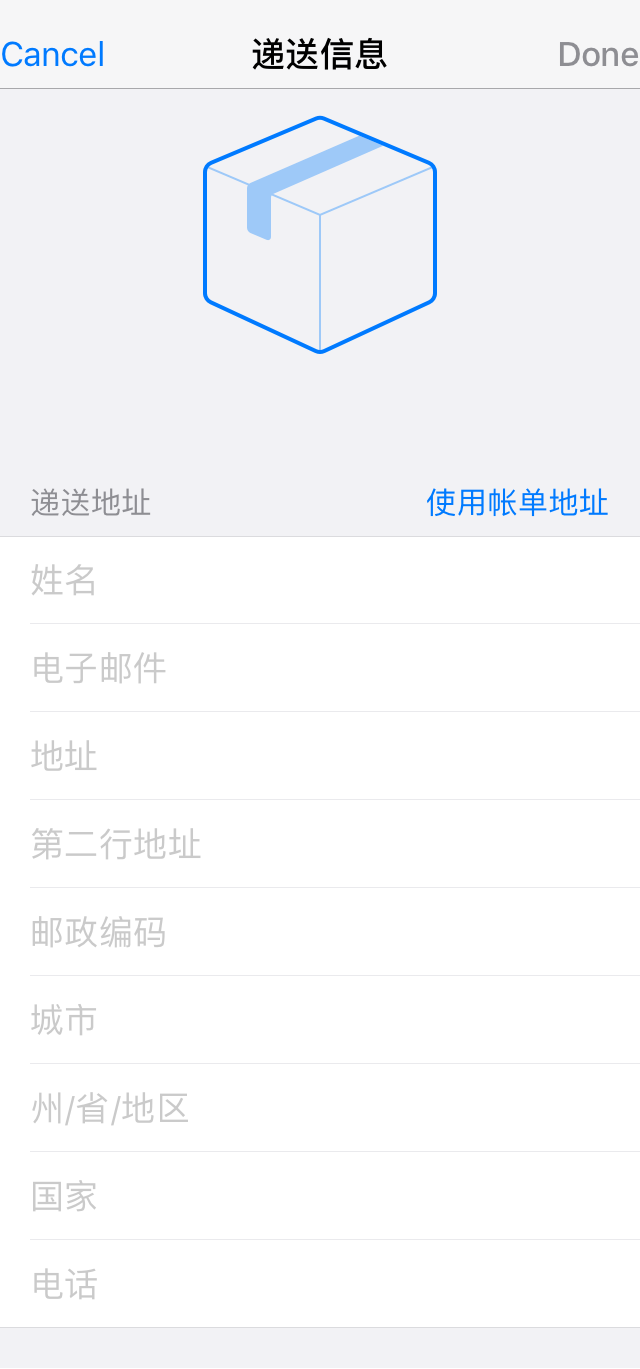 Cancel 递送信息 Done
递送地址 使用帐单地址
姓名
电子邮件
地址
第二行地址
邮政编码
城市
州/省/地区
国家
电话